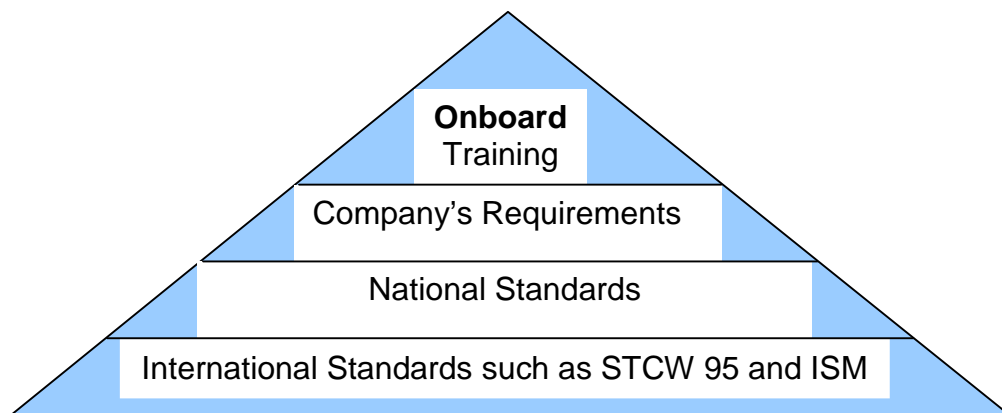 Onboard
Training
Company’s Requirements
National Standards
International Standards such as STCW 95 and ISM